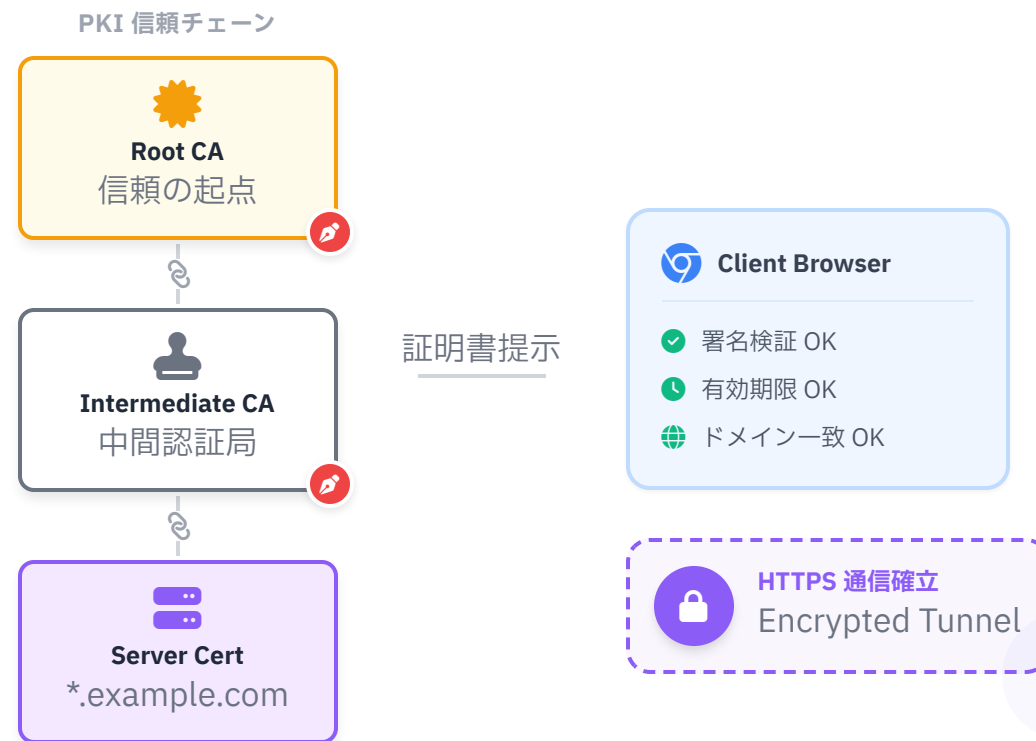 PKI 信頼チェーン
Root CA
信頼の起点
Intermediate CA
中間認証局
Server Cert
*.example.com
証明書提示
Client Browser
署名検証 OK
有効期限 OK
ドメイン一致 OK
HTTPS 通信確立
Encrypted Tunnel